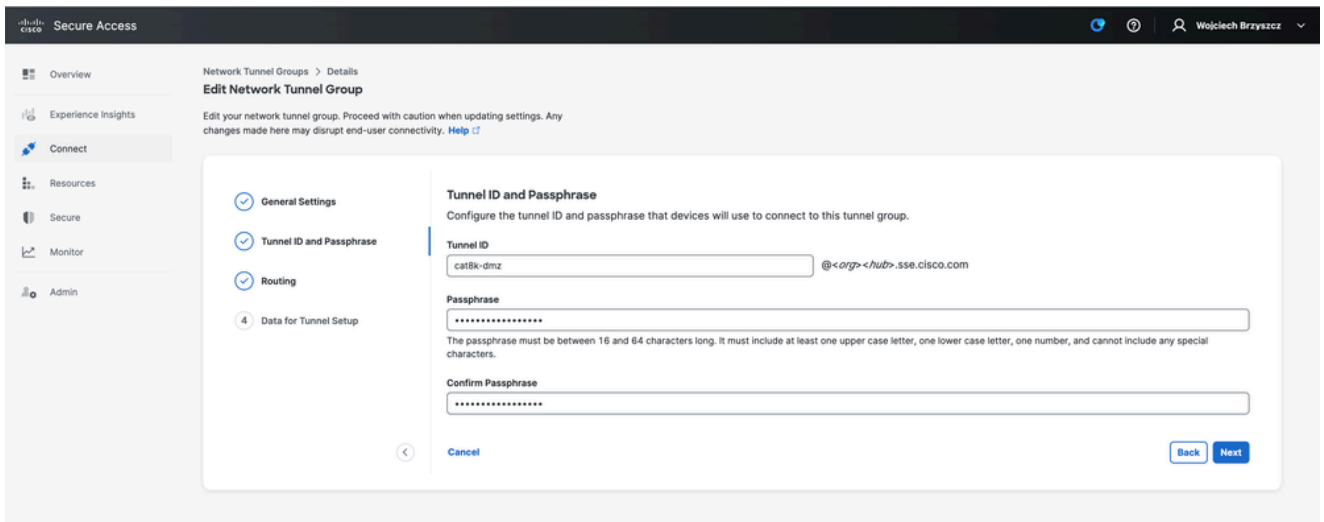 cisco Secure Access
Wojciech Brzyszcz
Overview
Experience Insights
Connect
Resources
Secure
Monitor
Admin
Network Tunnel Groups > Details
Edit Network Tunnel Group
Edit your network tunnel group. Proceed with caution when updating settings. Any
changes made here may disrupt end-user connectivity. Help
General Settings
Tunnel ID and Passphrase
Routing
4 Data for Tunnel Setup
Tunnel ID and Passphrase
Configure the tunnel ID and passphrase that devices will use to connect to this tunnel group.
Tunnel ID
cat8k-dmz @<org><hub>.sse.cisco.com
Passphrase
•••••••••••••••••
The passphrase must be between 16 and 64 characters long. It must include at least one upper case letter, one lower case letter, one number, and cannot include any special
characters.
Confirm Passphrase
•••••••••••••••••
Cancel
Back Next